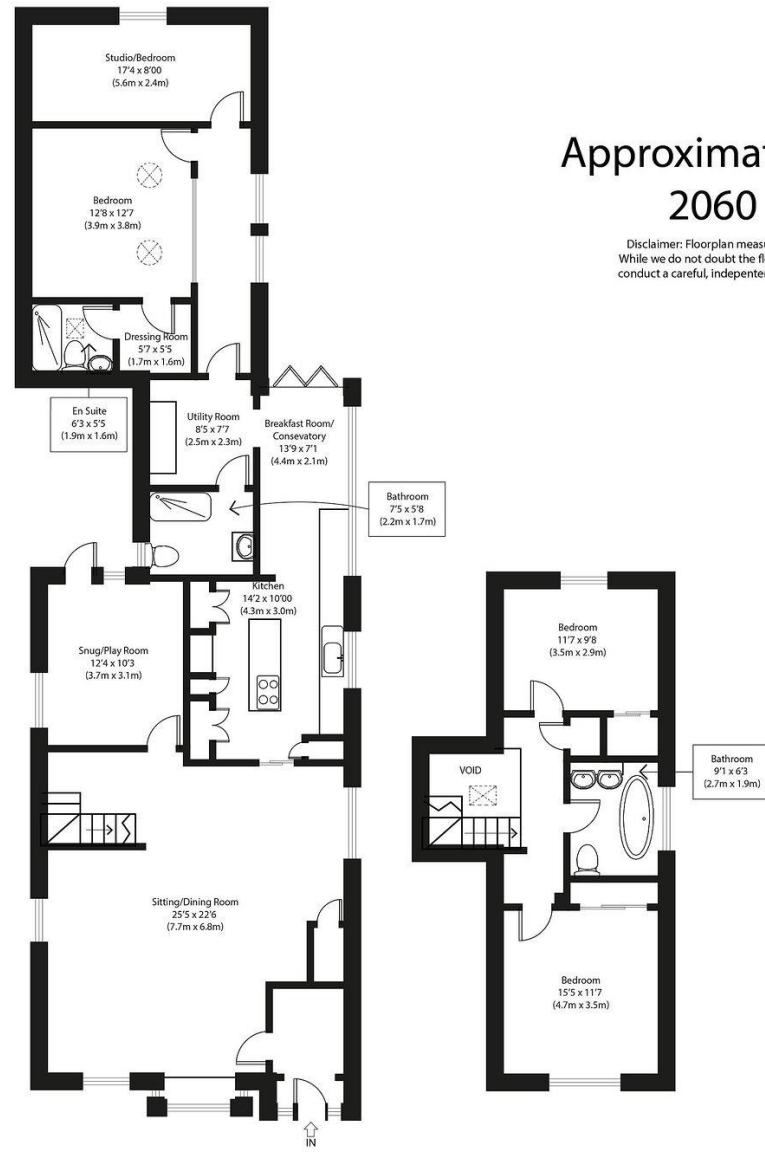 Studio/Bedroom
17'4 x 8'00
(5.6m x 2.4m)
Bedroom
12'8 x 12'7
(3.9m x 3.8m)
Dressing Room
5'7 x 5'5
(1.7m x 1.6m)
En Suite
6'3 x 5'5
(1.9m x 1.6m)
Utility Room
8'5 x 7'7
(2.5m x 2.3m)
Breakfast Room/
Consevatory
13'9 x 7'1
(4.4m x 2.1m)
Bathroom
7'5 x 5'8
(2.2m x 1.7m)
Kitchen
14'2 x 10'00
(4.3m x 3.0m)
Snug/Play Room
12'4 x 10'3
(3.7m x 3.1m)
Sitting/Dining Room
25'5 x 22'6
(7.7m x 6.8m)
IN
Approximat
2060
Disclaimer: Floorplan measu
While we do not doubt the fl
conduct a careful, indepenter
Bedroom
11'7 x 9'8
(3.5m x 2.9m)
VOID
Bathroom
9'1 x 6'3
(2.7m x 1.9m)
Bedroom
15'5 x 11'7
(4.7m x 3.5m)